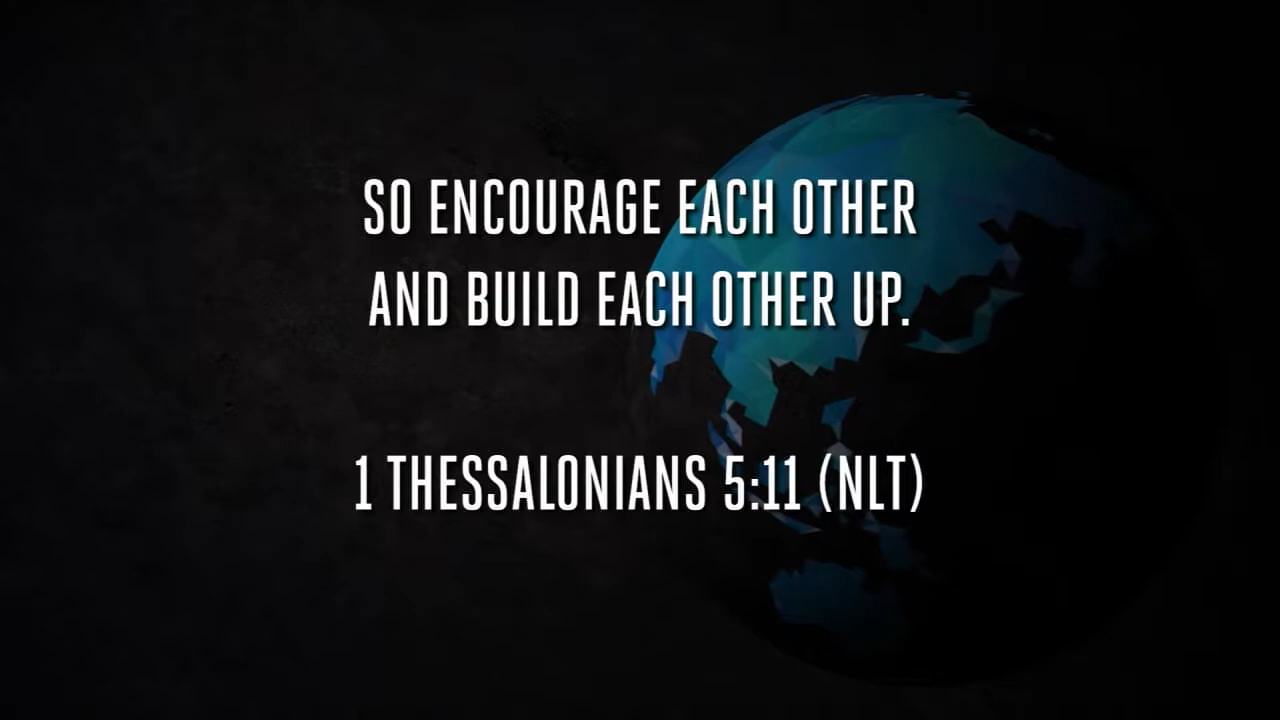 SO ENCOURAGE EACH OTHER
AND BUILD EACH OTHER UP.
1 THESSALONIANS 5:11 (NLT)